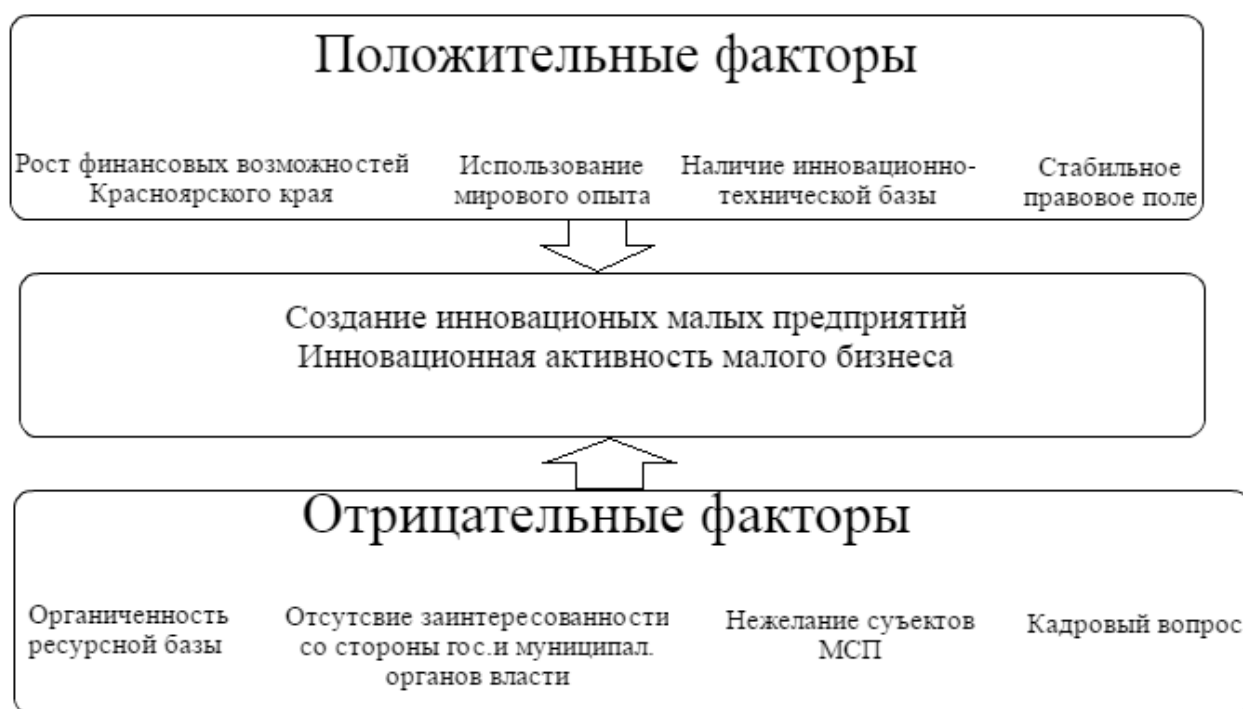 Положительные факторы
Рост финансовых возможностей
Красноярского края
Использование
мирового опыта
Наличие инновационно-
технической базы
Стабильное
правовое поле
Создание инновационых малых предприятий
Инновационная активность малого бизнеса
Отрицательные факторы
Органиченность
ресурсной базы
Отсутсвие заинтересованности
со стороны гос.и муниципал.
органов власти
Нежелание суъектов
МСП
Кадровый вопрос